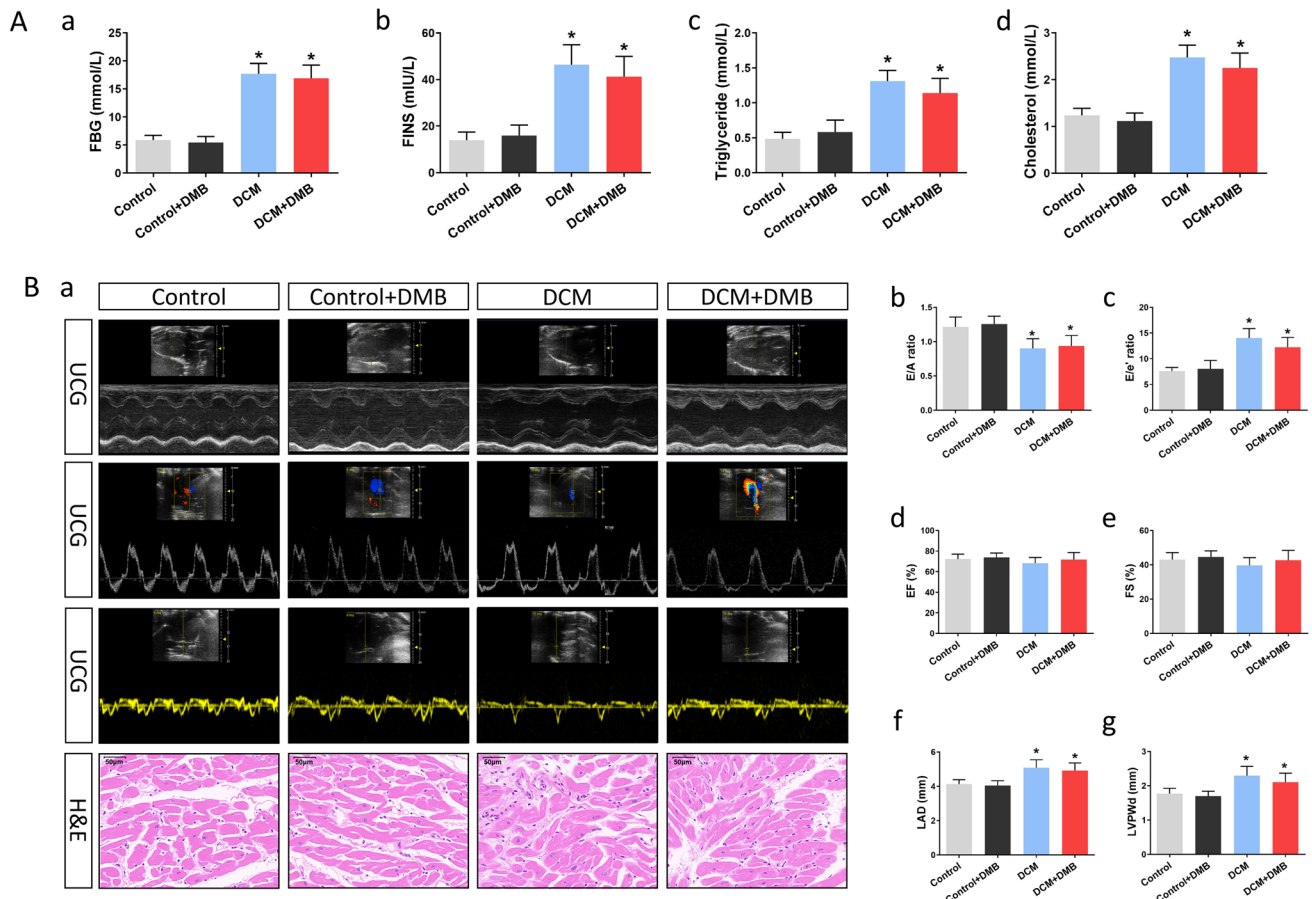 A
a
FBG (mmol/L)
25
20
15
10
5
0
*
*
Control
Control+DMB
DCM
DCM+DMB
b
FINS (mIU/L)
60
40
20
0
*
*
Control
Control+DMB
DCM
DCM+DMB
c
Triglyceride (mmol/L)
2.0
1.5
1.0
0.5
0.0
*
*
Control
Control+DMB
DCM
DCM+DMB
d
Cholesterol (mmol/L)
3
2
1
0
*
*
Control
Control+DMB
DCM
DCM+DMB
B
a
Control
Control+DMB
DCM
DCM+DMB
UCG
UCG
UCG
H&E
50μm
50μm
50μm
50μm
b
E/A ratio
1.5
1.0
0.5
0.0
*
*
Control
Control+DMB
DCM
DCM+DMB
c
E/e' ratio
20
15
10
5
0
*
*
Control
Control+DMB
DCM
DCM+DMB
d
EF (%)
100
80
60
40
20
0
Control
Control+DMB
DCM
DCM+DMB
e
FS (%)
60
40
20
0
Control
Control+DMB
DCM
DCM+DMB
f
LAD (mm)
6
4
2
0
*
*
Control
Control+DMB
DCM
DCM+DMB
g
LVPWd (mm)
3
2
1
0
*
*
Control
Control+DMB
DCM
DCM+DMB